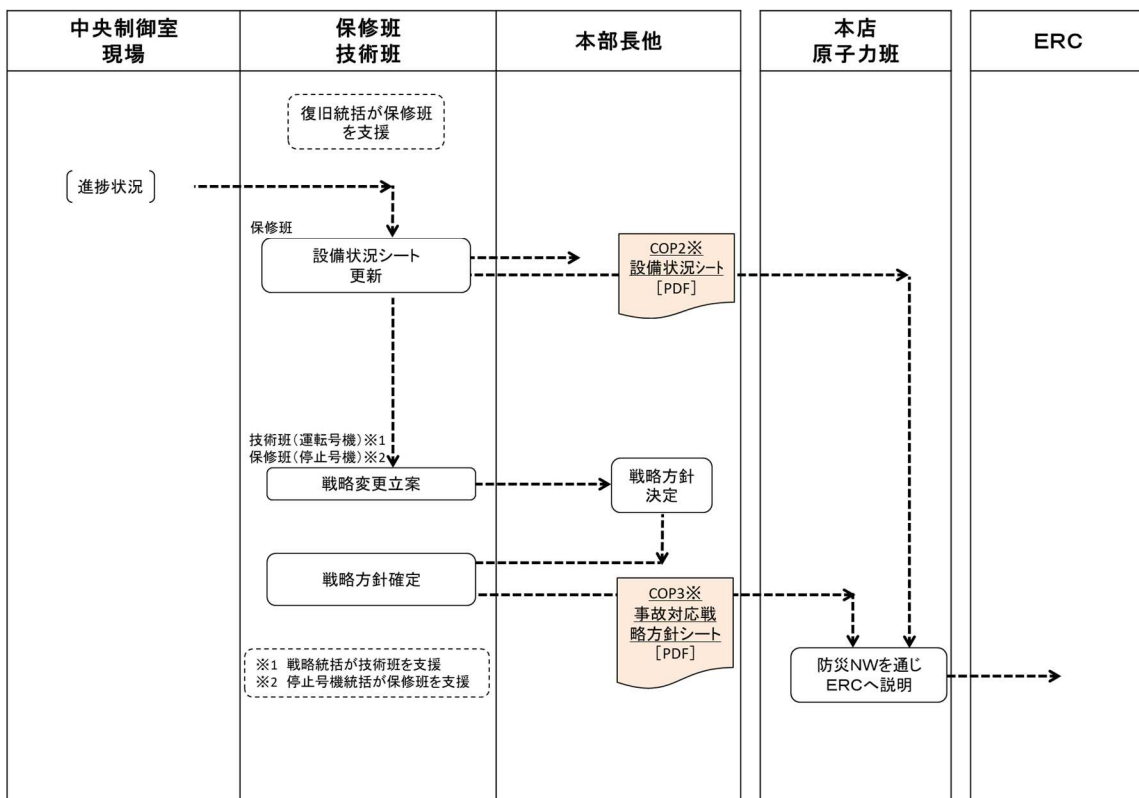 中央制御室
現場
保修班
技術班
本部長他
本店
原子力班
ERC
復旧統括が保修班
を支援
進捗状況
保修班
設備状況シート
更新
COP2※
設備状況シート
[PDF]
技術班(運転号機)※1
保修班(停止号機)※2
戦略変更立案
戦略方針
決定
戦略方針確定
COP3※
事故対応戦
略方針シート
[PDF]
※1 戦略統括が技術班を支援
※2 停止号機統括が保修班を支援
防災NWを通じ
ERCへ説明